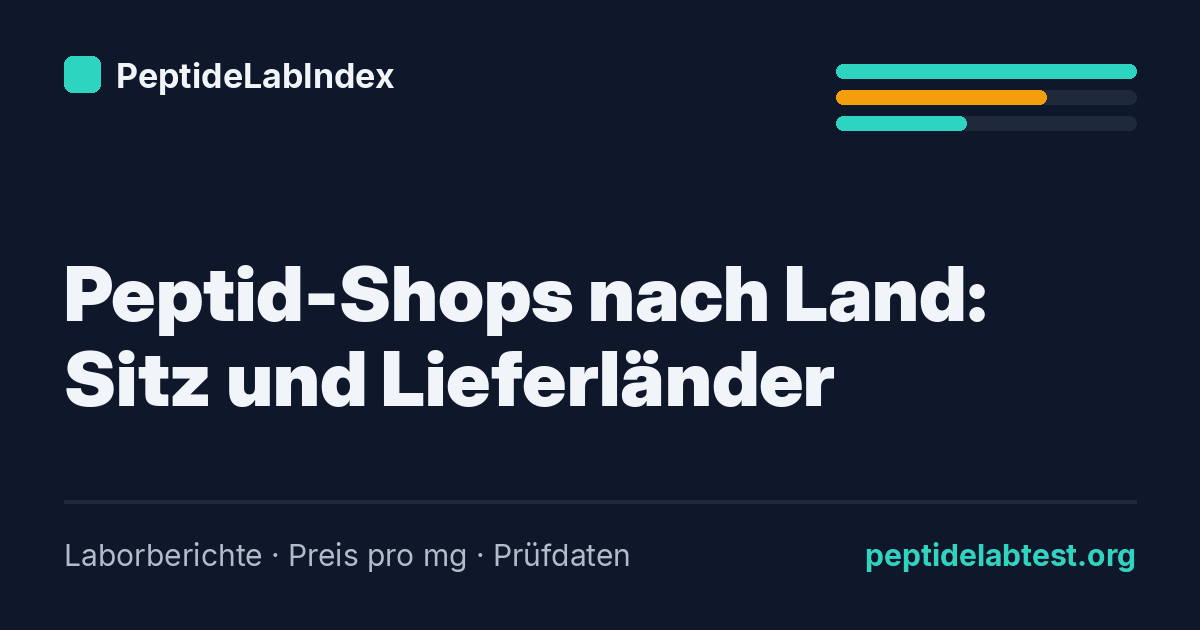 PeptideLabIndex
Peptid-Shops nach Land:
Sitz und Lieferländer
Laborberichte · Preis pro mg · Prüfdaten
peptidelabtest.org